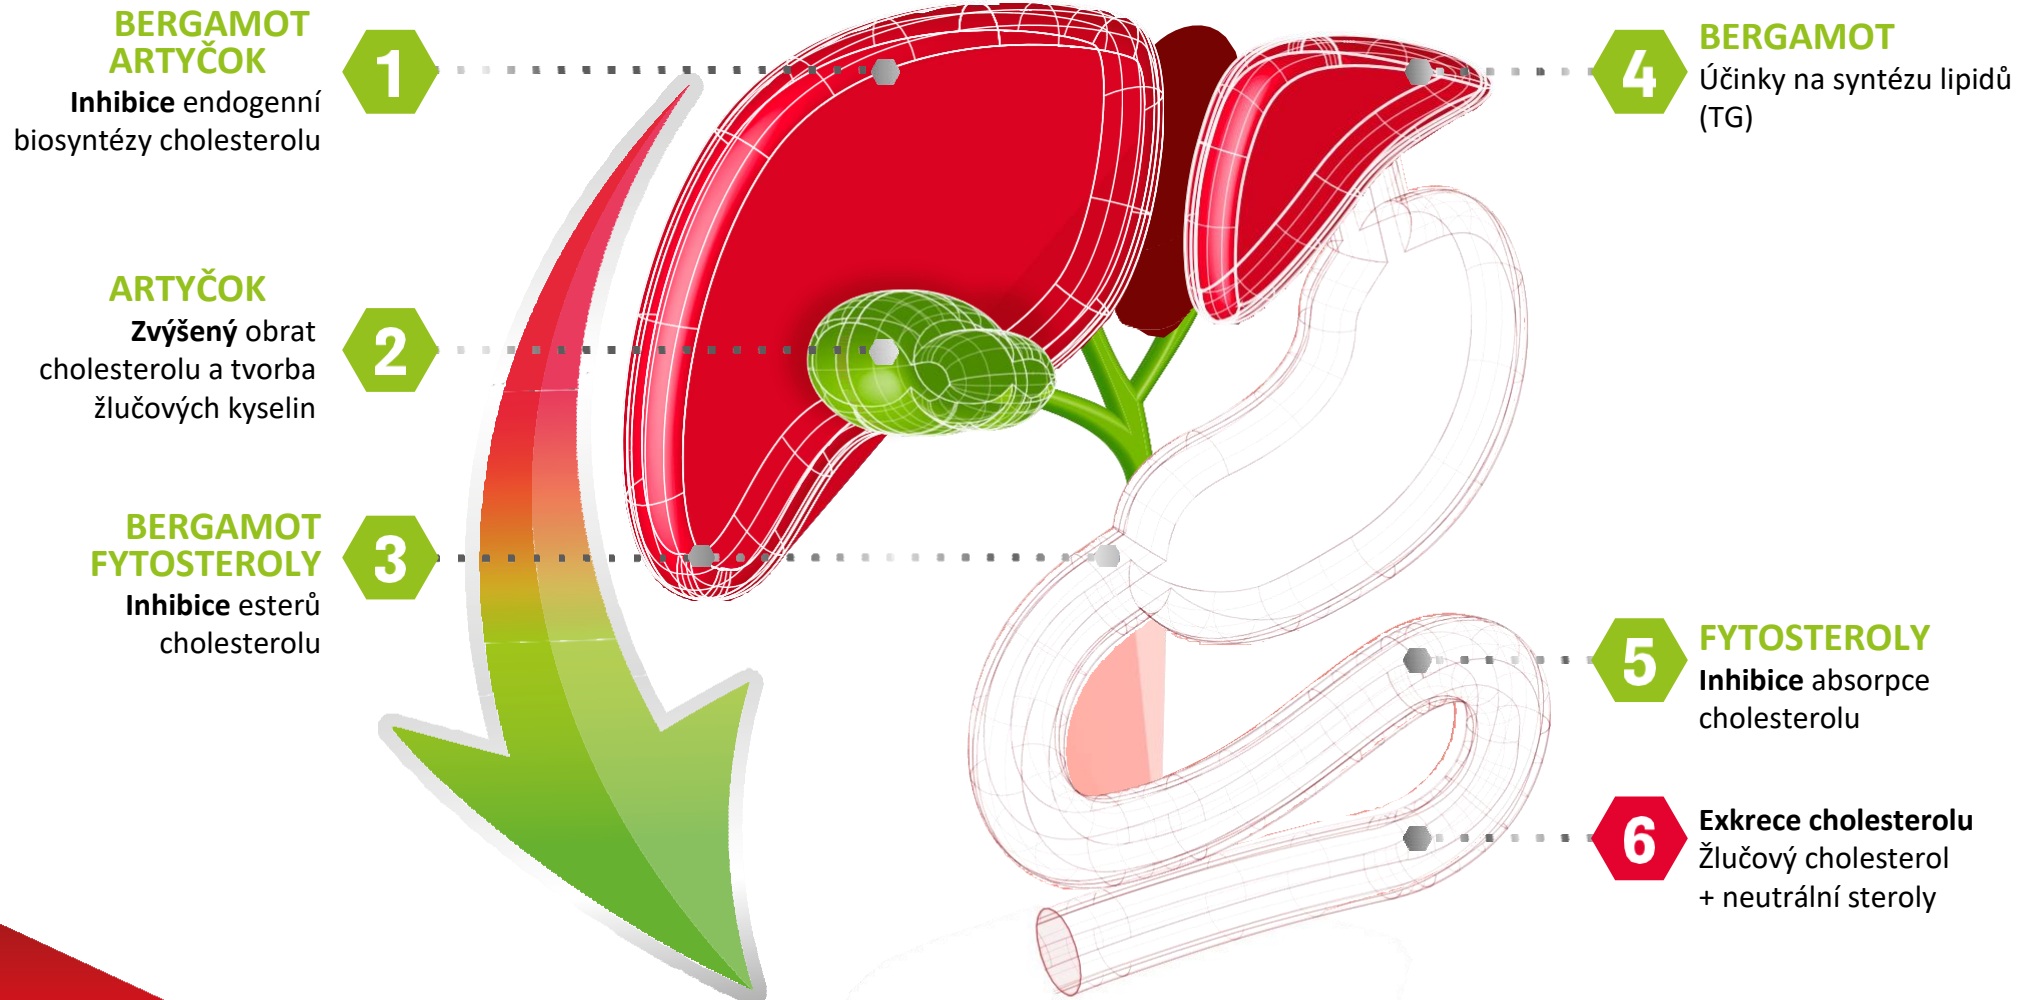 BERGAMOT
ARTYČOK
Inhibice endogenní
biosyntézy cholesterolu
1
ARTYČOK
Zvýšený obrat
cholesterolu a tvorba
žlučových kyselin
2
BERGAMOT
FYTOSTEROLY
Inhibice esterů
cholesterolu
3
4
BERGAMOT
Účinky na syntézu lipidů
(TG)
5
FYTOSTEROLY
Inhibice absorpce
cholesterolu
6
Exkrece cholesterolu
Žlučový cholesterol
+ neutrální steroly